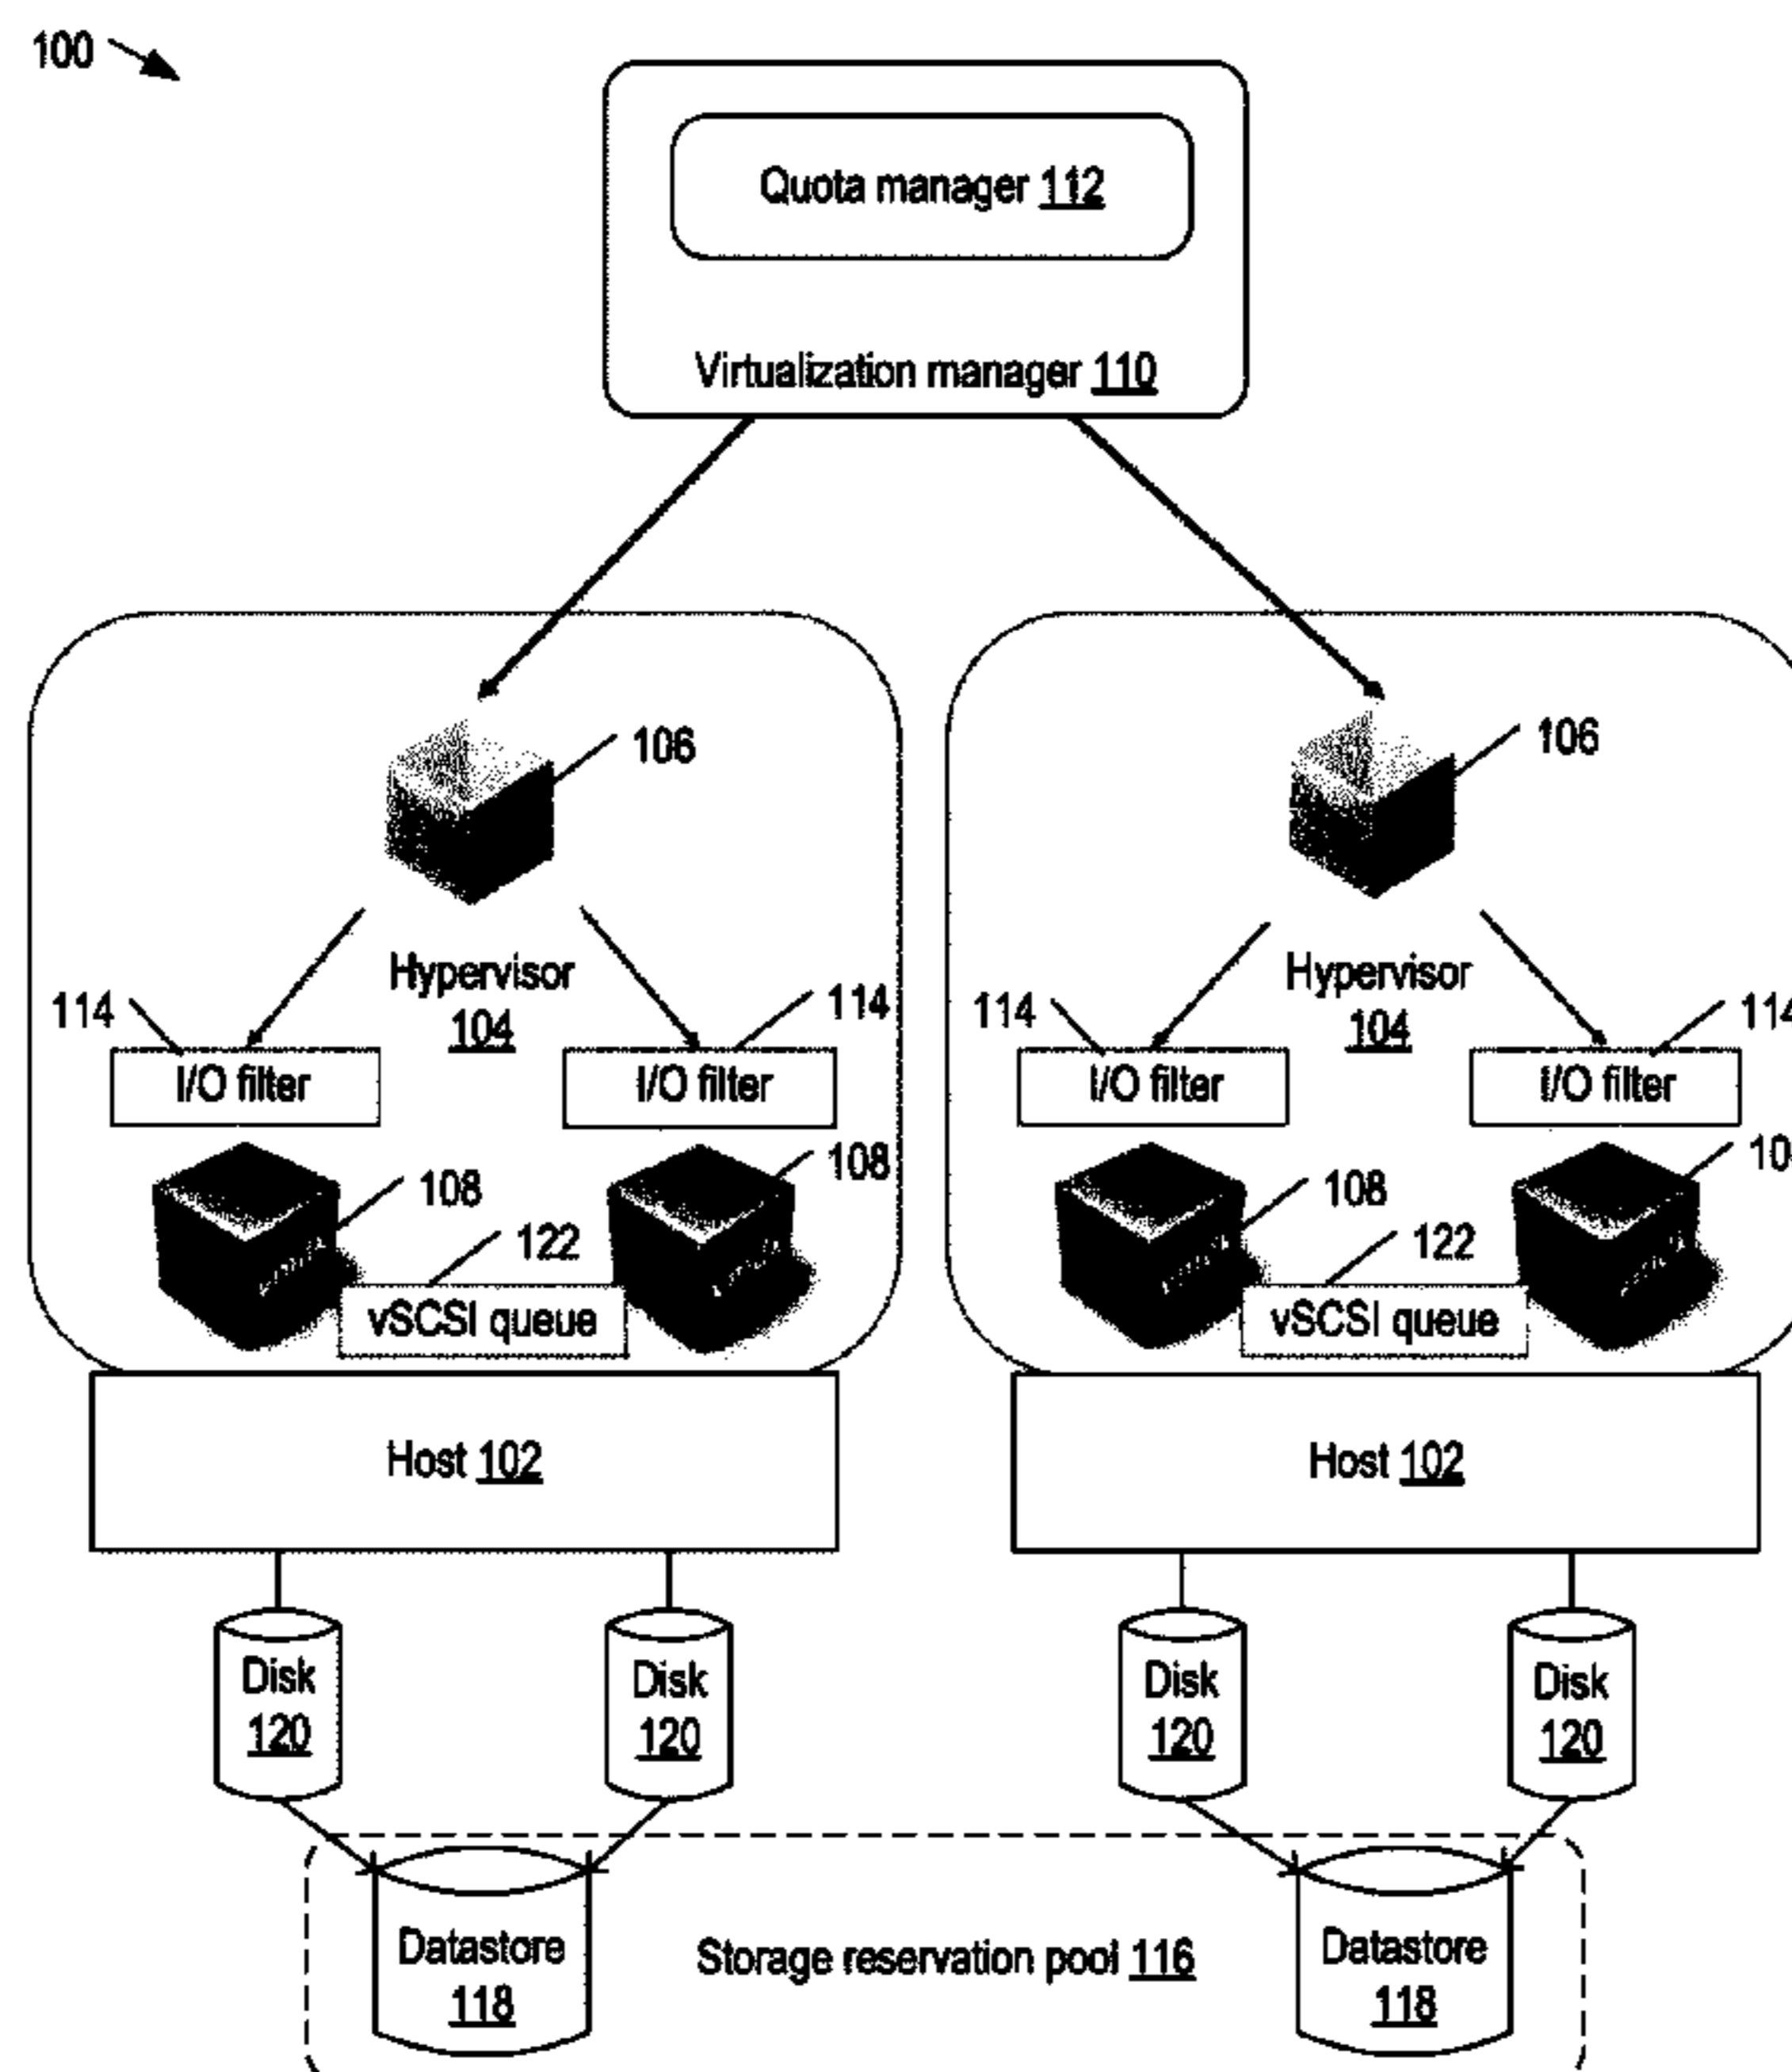 100
Quota manager 112
Virtualization manager 110
106
106
Hypervisor
104
Hypervisor
104
114
114
114
114
I/O filter
I/O filter
I/O filter
I/O filter
108
108
108
122
122
vSCSI queue
vSCSI queue
Host 102
Host 102
Disk
120
Disk
120
Disk
120
Disk
120
Datastore
118
Storage reservation pool 116
Datastore
118